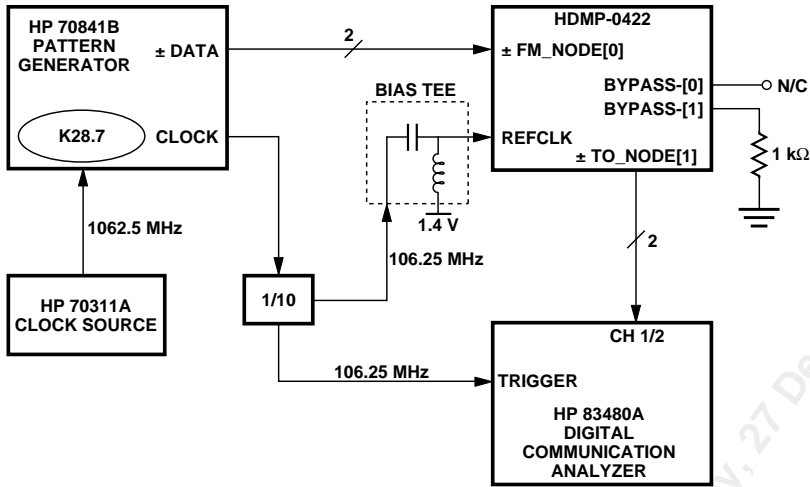 HP 70841B
PATTERN
GENERATOR
± DATA
K28.7
CLOCK
2
HDMP-0422
± FM_NODE[0]
BYPASS-[0]
N/C
BYPASS-[1]
REFCLK
± TO_NODE[1]
1 kΩ
BIAS TEE
1.4 V
1062.5 MHz
106.25 MHz
2
HP 70311A
CLOCK SOURCE
1/10
106.25 MHz
CH 1/2
TRIGGER
HP 83480A
DIGITAL
COMMUNICATION
ANALYZER
, 27 De